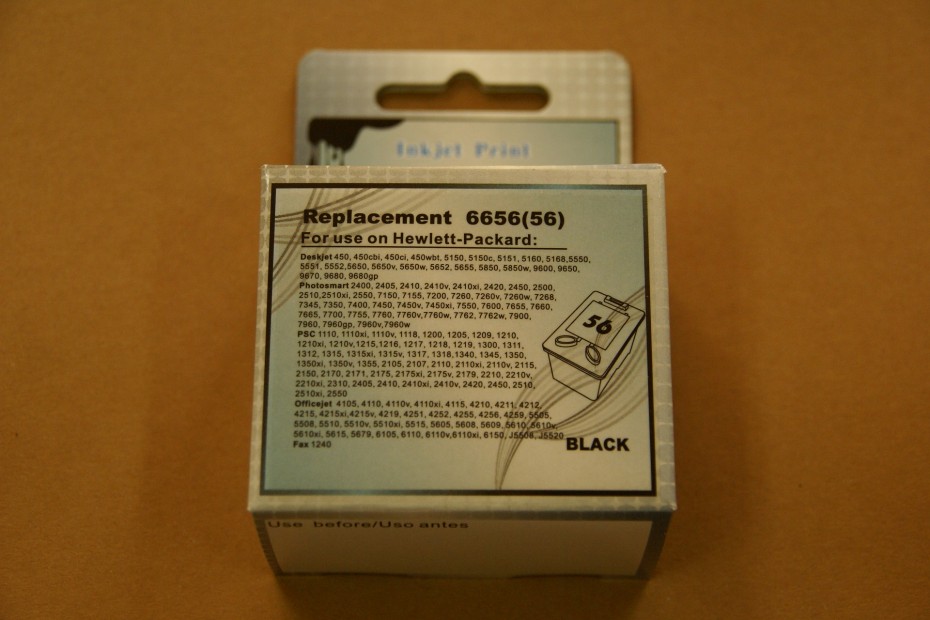 Inkjet Print
Replacement 6656(56)
For use on Hewlett-Packard:
Deskjet 450, 450cbi, 450ci, 450wbt, 5150, 5150c, 5151, 5160, 5168,5550,
5551, 5552,5650, 5650v, 5650w, 5652, 5655, 5850, 5850w, 9600, 9650,
9670, 9680, 9680gp
Photosmart 2400, 2405, 2410, 2410v, 2410xi, 2420, 2450, 2500,
2510,2510xi, 2550, 7150, 7155, 7200, 7260, 7260v, 7260w, 7268,
7345, 7350, 7400, 7450, 7450v, 7450xi, 7550, 7600, 7655, 7660,
7665, 7700, 7755, 7760, 7760v,7760w, 7762, 7762w, 7900,
7960, 7960gp, 7960v,7960w
PSC 1110, 1110xi, 1110v, 1118, 1200, 1205, 1209, 1210,
1210xi, 1210v,1215,1216, 1217, 1218, 1219, 1300, 1311,
1312, 1315, 1315xi, 1315v, 1317, 1318,1340, 1345, 1350,
1350xi, 1350v, 1355, 2105, 2107, 2110, 2110xi, 2110v, 2115,
2150, 2170, 2171, 2175, 2175xi, 2175v, 2179, 2210, 2210v,
2210xi, 2310, 2405, 2410, 2410xi, 2410v, 2420, 2450, 2510,
2510xi, 2550
Officejet 4105, 4110, 4110v, 4110xi, 4115, 4210, 4211, 4212,
4215, 4215xi,4215v, 4219, 4251, 4252, 4255, 4256, 4259, 5505,
5508, 5510, 5510v, 5510xi, 5515, 5605, 5608, 5609, 5610, 5610v,
5610xi, 5615, 5679, 6105, 6110, 6110v,6110xi, 6150, J5508, J5520
Fax 1240
56
BLACK
Use before/Uso antes